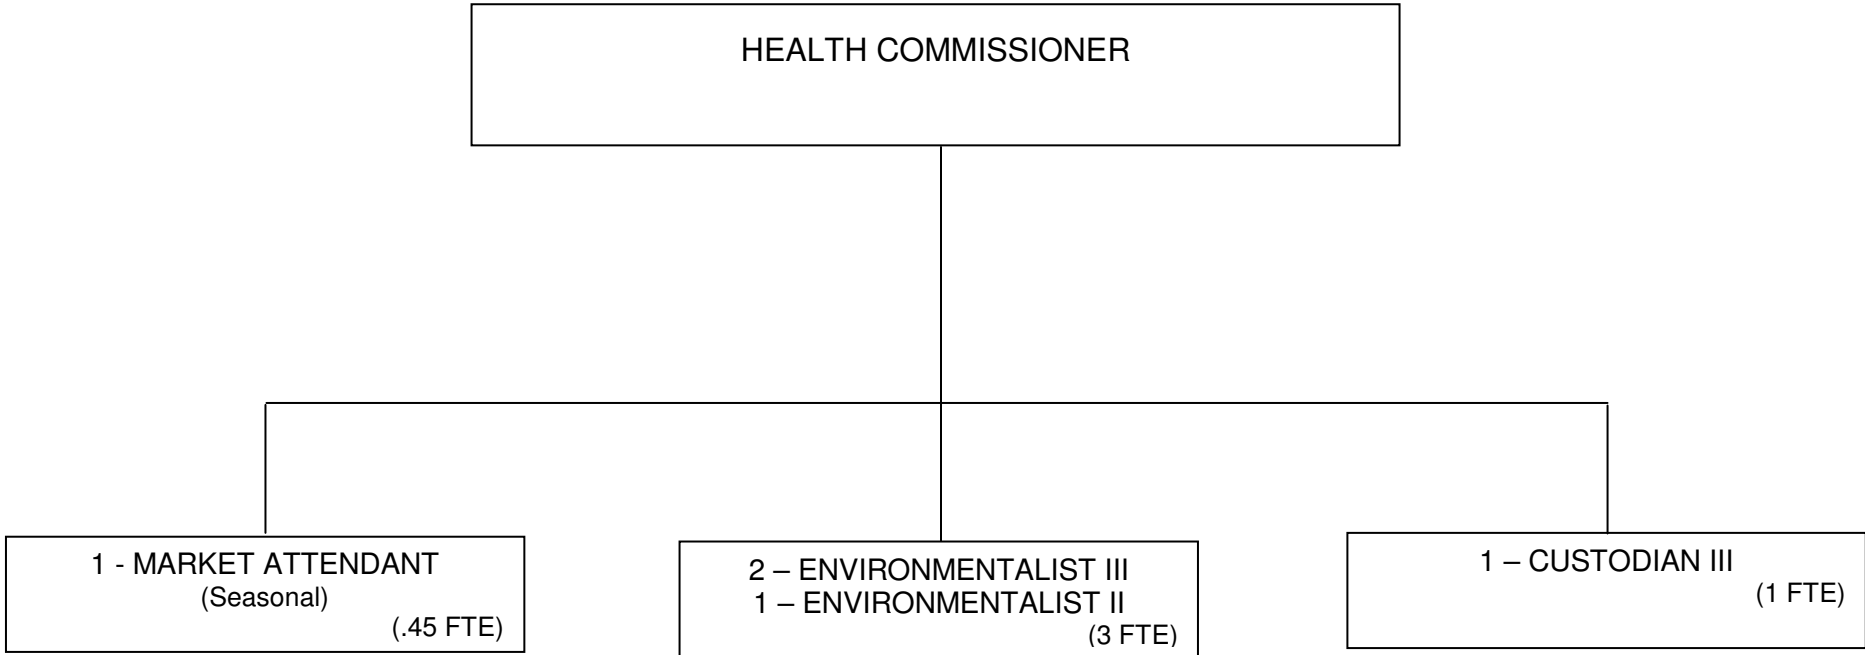 HEALTH COMMISSIONER
1 - MARKET ATTENDANT
(Seasonal)
(.45 FTE)
2 – ENVIRONMENTALIST III
1 – ENVIRONMENTALIST II
(3 FTE)
1 – CUSTODIAN III
(1 FTE)